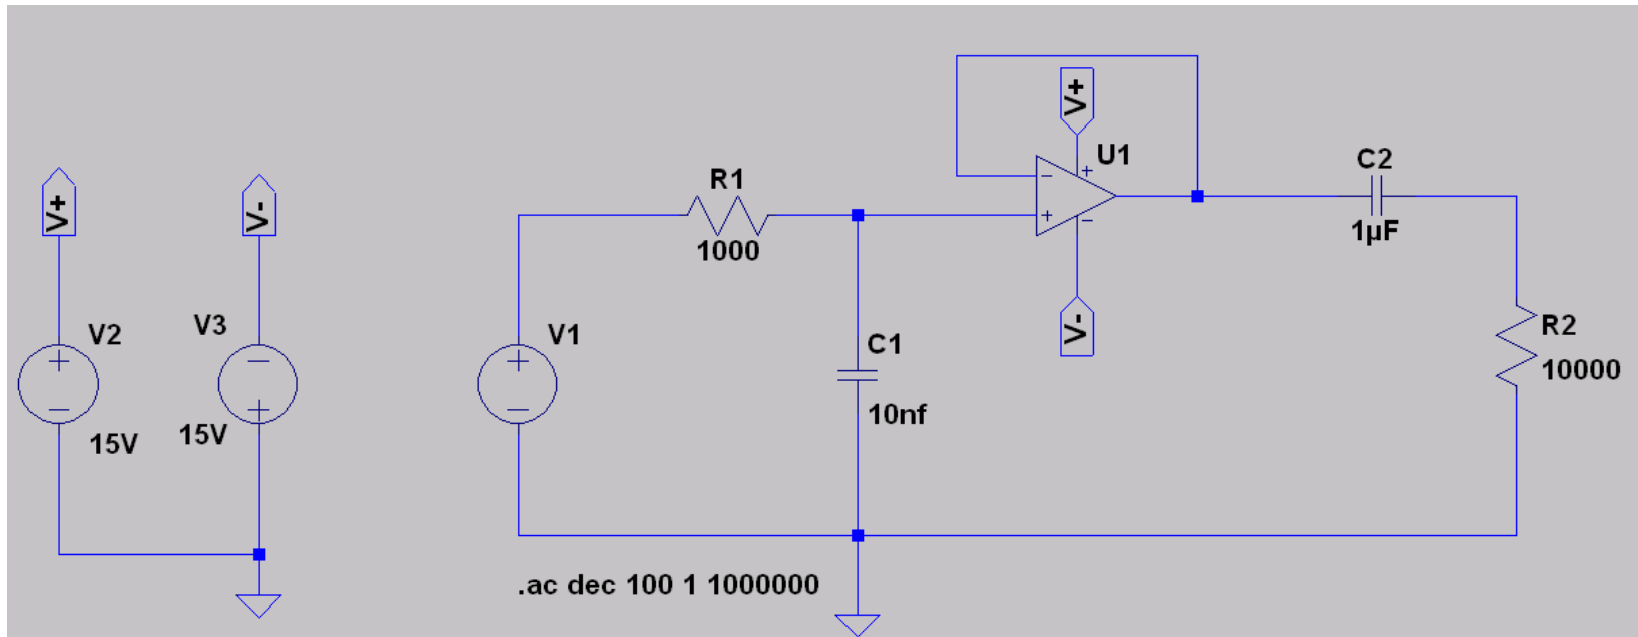 V+
V2
15V
V-
V3
15V
V1
R1
1000
C1
10nf
V+
U1
V-
C2
1µF
R2
10000
.ac dec 100 1 1000000